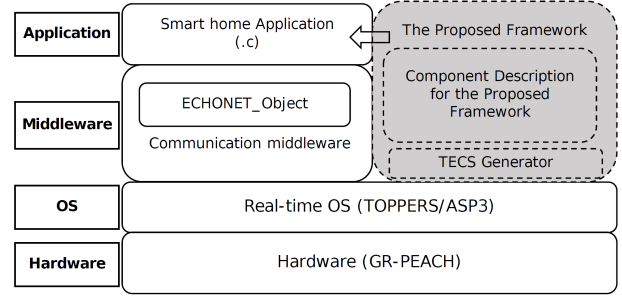 Application
Smart home Application
(.c)
The Proposed Framework
Component Description
for the Proposed
Framework
Middleware
ECHONET_Object
Communication middleware
TECS Generator
OS
Real-time OS (TOPPERS/ASP3)
Hardware
Hardware (GR-PEACH)